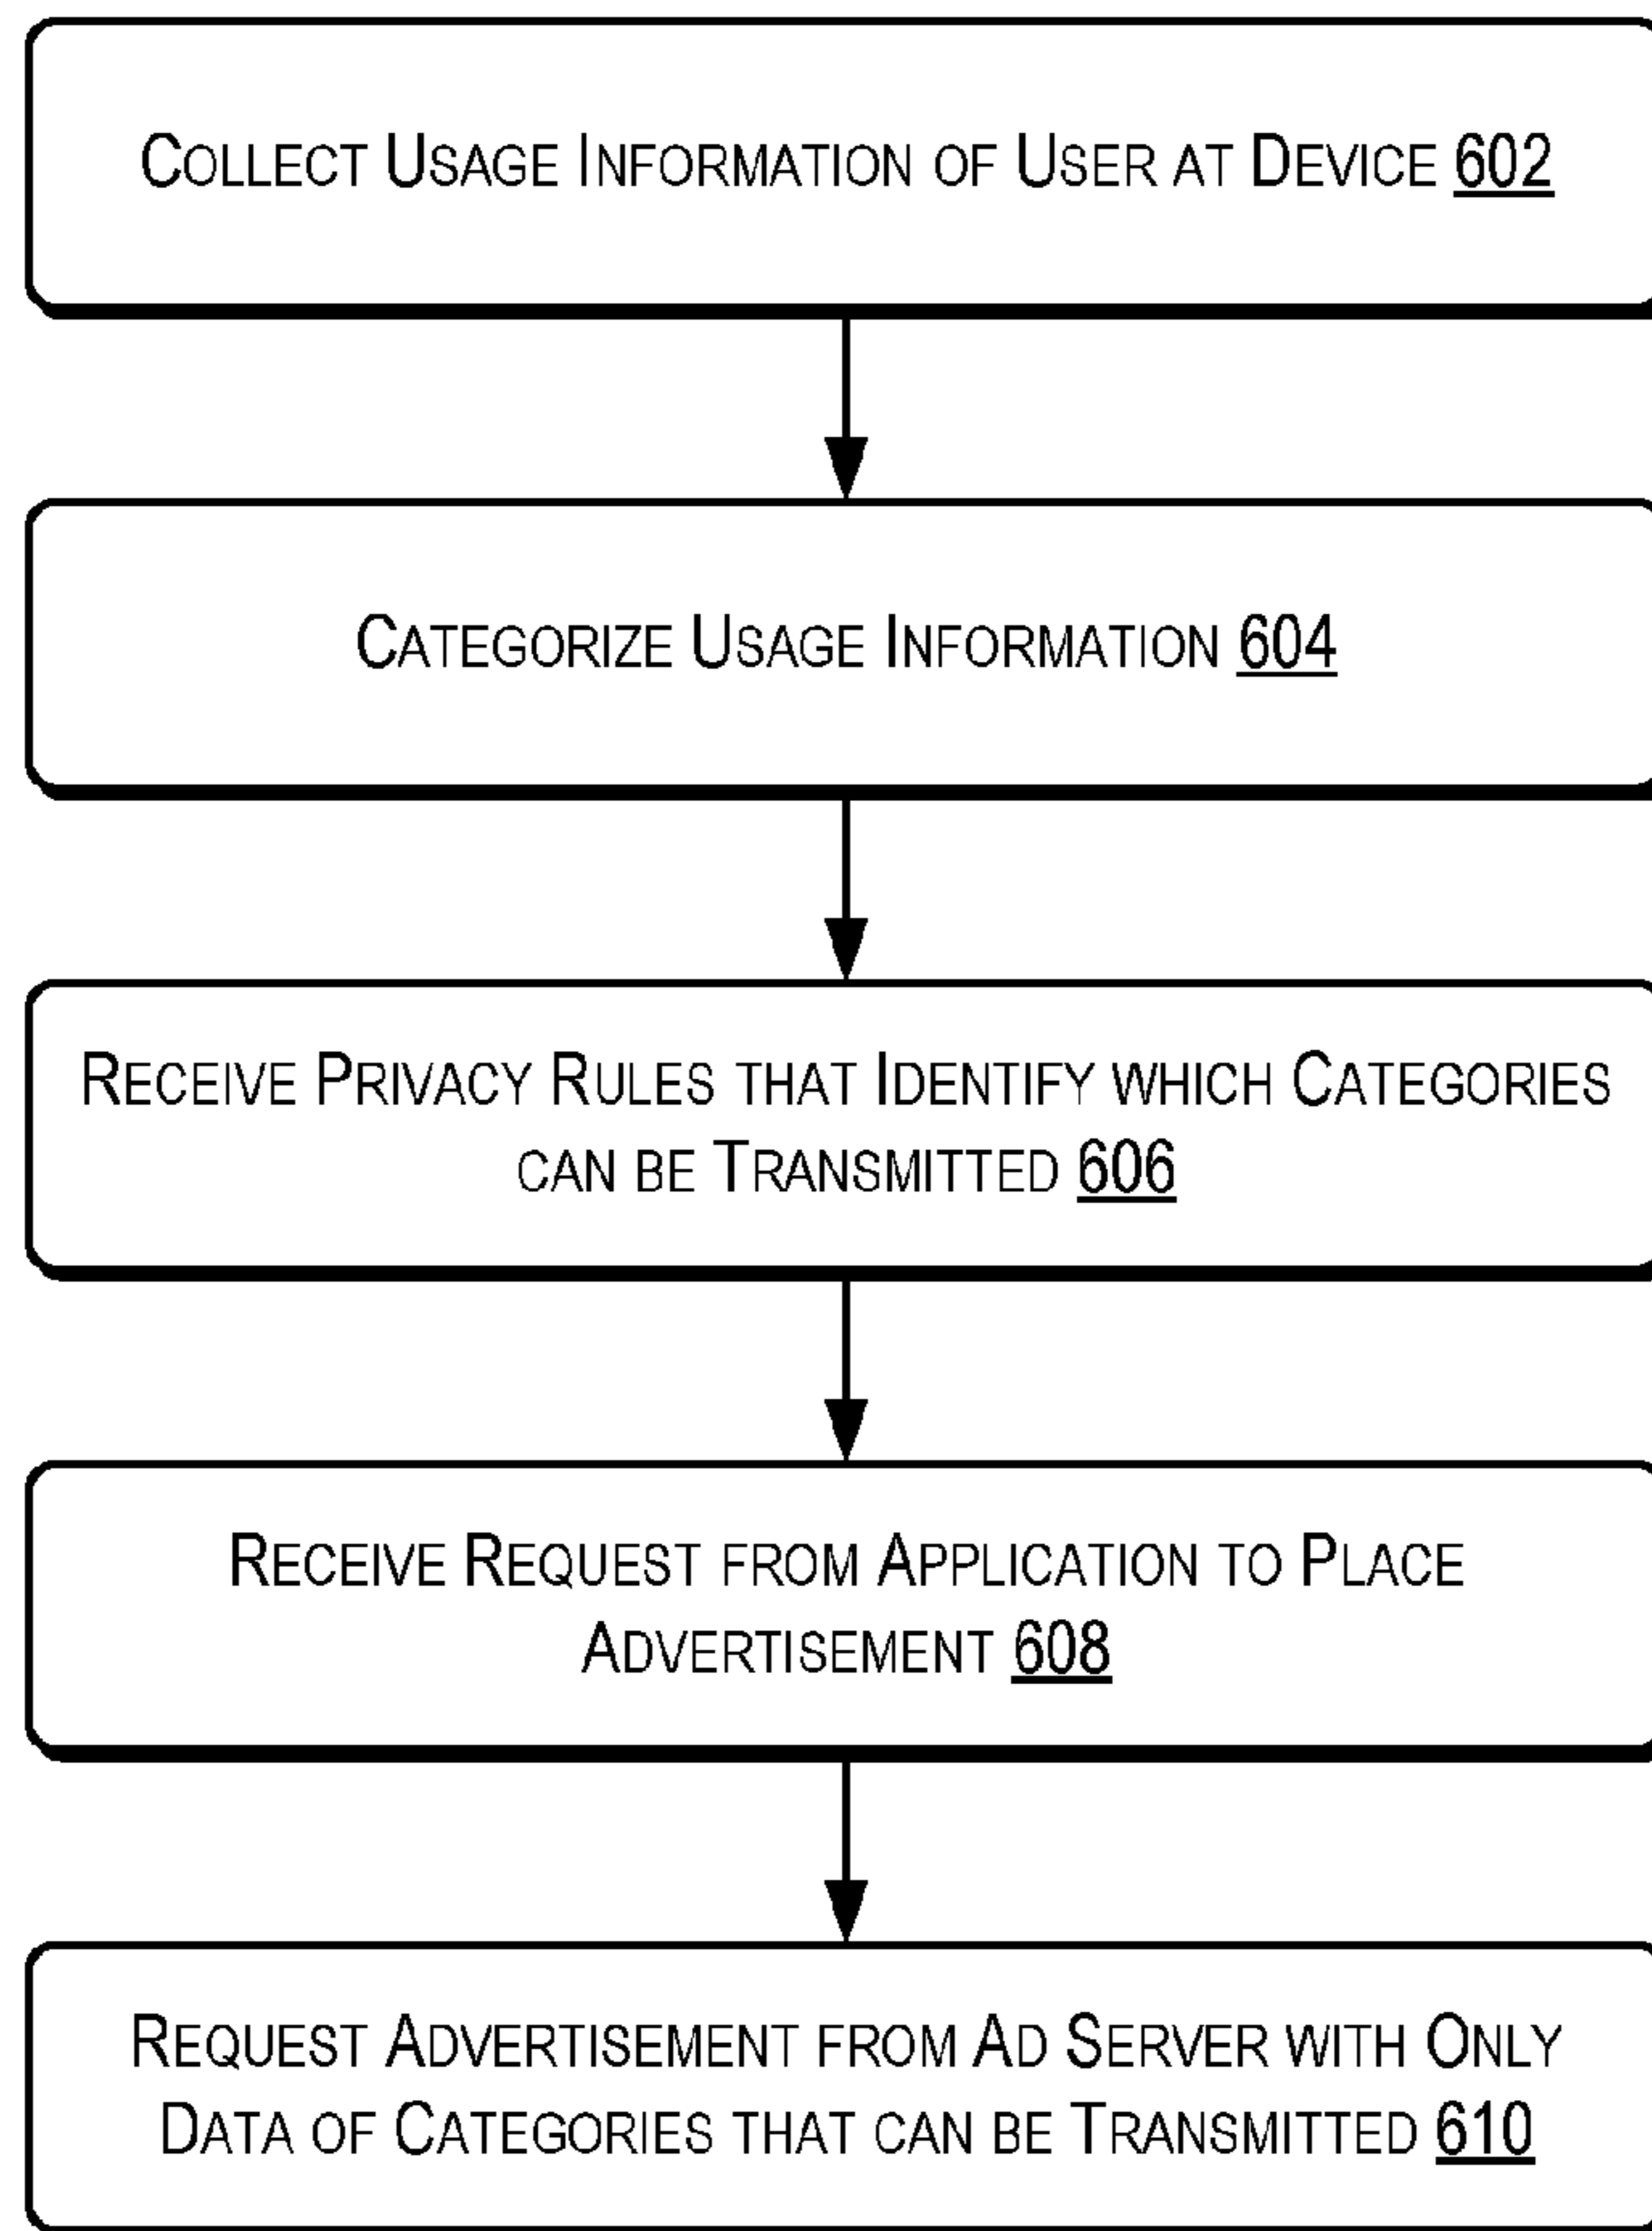 Collect Usage Information of User at Device 602
Categorize Usage Information 604
Receive Privacy Rules that Identify which Categories
can be Transmitted 606
Receive Request from Application to Place
Advertisement 608
Request Advertisement from Ad Server with Only
Data of Categories that can be Transmitted 610